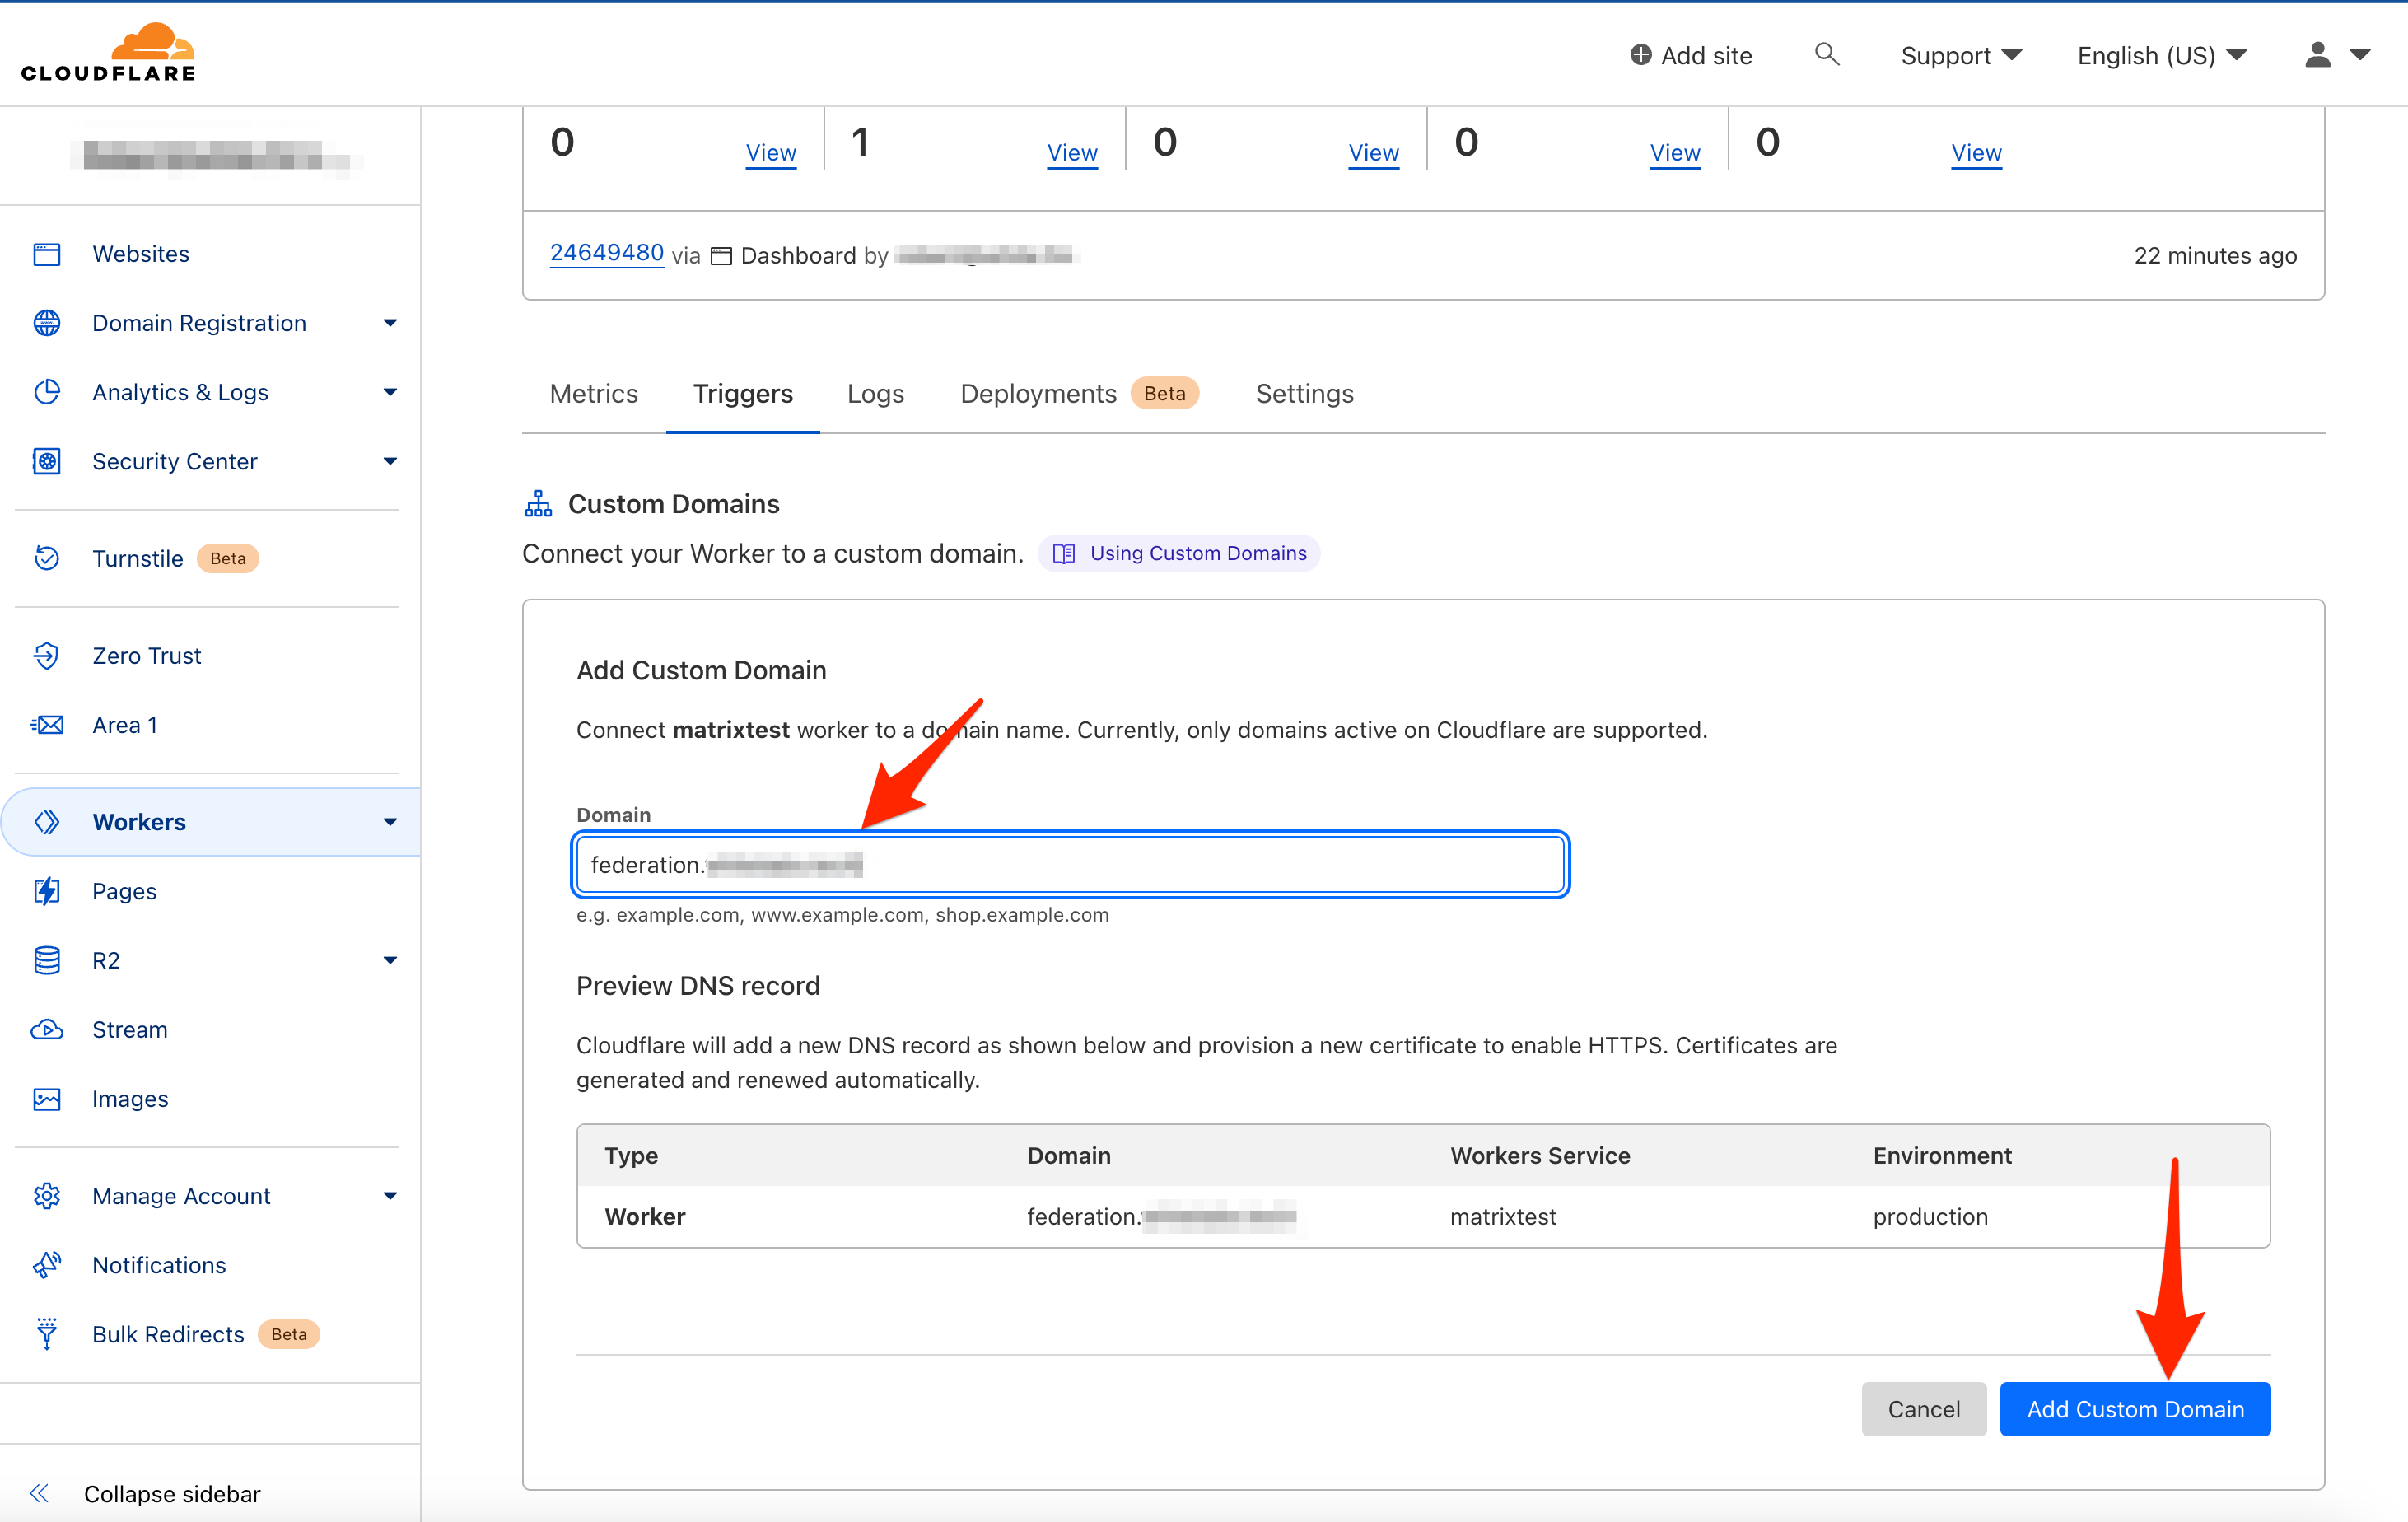 CLOUDFLARE
Add site
Support
English (US)
0 View 1 View 0 View 0 View 0 View
24649480 via Dashboard by
22 minutes ago
Websites
Domain Registration
Analytics & Logs
Security Center
Turnstile Beta
Zero Trust
Area 1
Workers
Pages
R2
Stream
Images
Manage Account
Notifications
Bulk Redirects Beta
Collapse sidebar
Metrics Triggers Logs Deployments Beta Settings
Custom Domains
Connect your Worker to a custom domain. Using Custom Domains
Add Custom Domain
Connect matrixtest worker to a domain name. Currently, only domains active on Cloudflare are supported.
Domain
federation.
e.g. example.com, www.example.com, shop.example.com
Preview DNS record
Cloudflare will add a new DNS record as shown below and provision a new certificate to enable HTTPS. Certificates are
generated and renewed automatically.
Type Domain Workers Service Environment
Worker federation. matrixtest production
Cancel Add Custom Domain